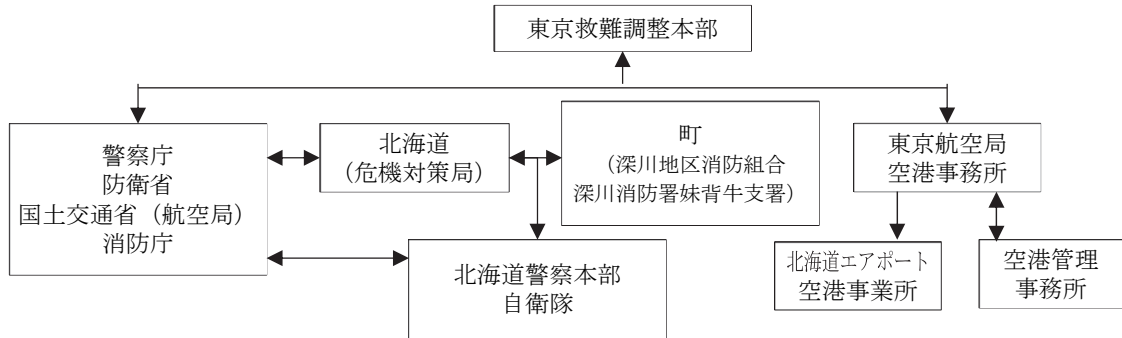 東京救難調整本部
警察庁
防衛省
国土交通省（航空局）
消防庁
北海道
（危機対策局）
町
（深川地区消防組合
深川消防署妹背牛支署）
東京航空局
空港事務所
北海道警察本部
自衛隊
北海道エアポート
空港事業所
空港管理
事務所